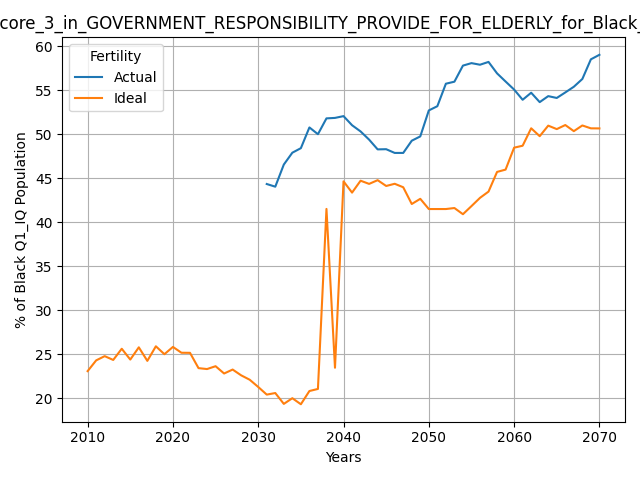 core_3_in_GOVERNMENT_RESPONSIBILITY_PROVIDE_FOR_ELDERLY_for_Black_
Fertility
Actual
Ideal
% of Black Q1_IQ Population
60
55
50
45
40
35
30
25
20
2010 2020 2030 2040 2050 2060 2070
Years